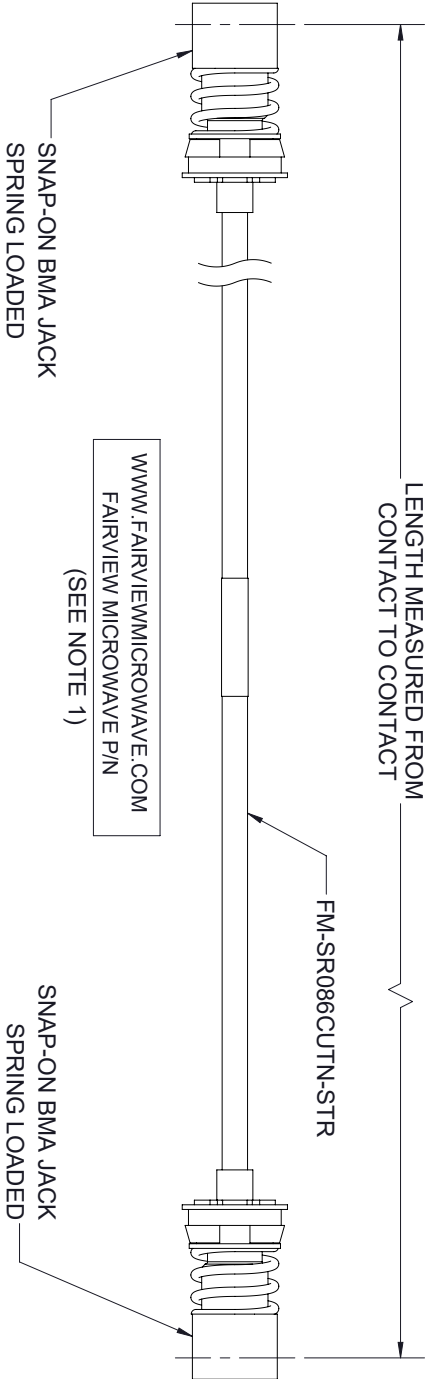 LENGTH MEASURED FROM
CONTACT TO CONTACT
FM-SR086CUTN-STR
SNAP-ON BMA JACK
SPRING LOADED
WWW.FAIRVIEWMICROWAVE.COM
FAIRVIEW MICROWAVE P/N
(SEE NOTE 1)
SNAP-ON BMA JACK
SPRING LOADED